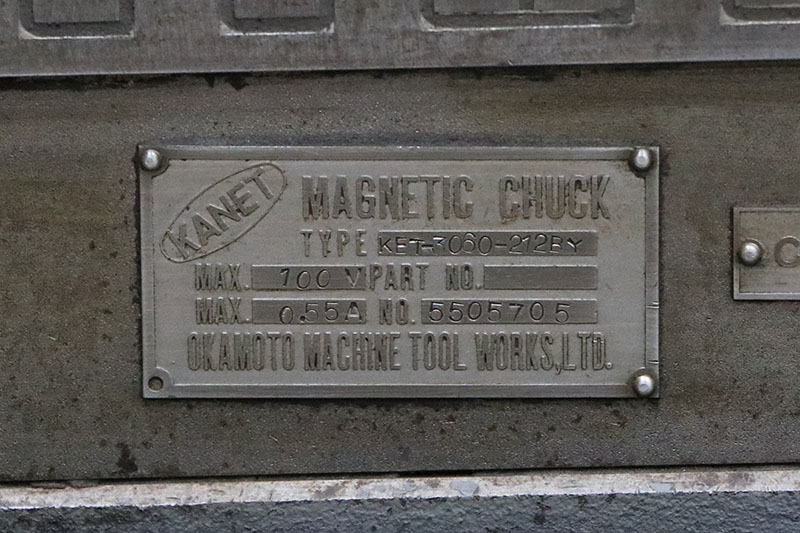 KANET MAGNETIC CHUCK
TYPE KET-3060-212BY
MAX. 100 V PART NO.
MAX. 0.55A NO. 5505705
OKAMOTO MACHINE TOOL WORKS,LTD.
C